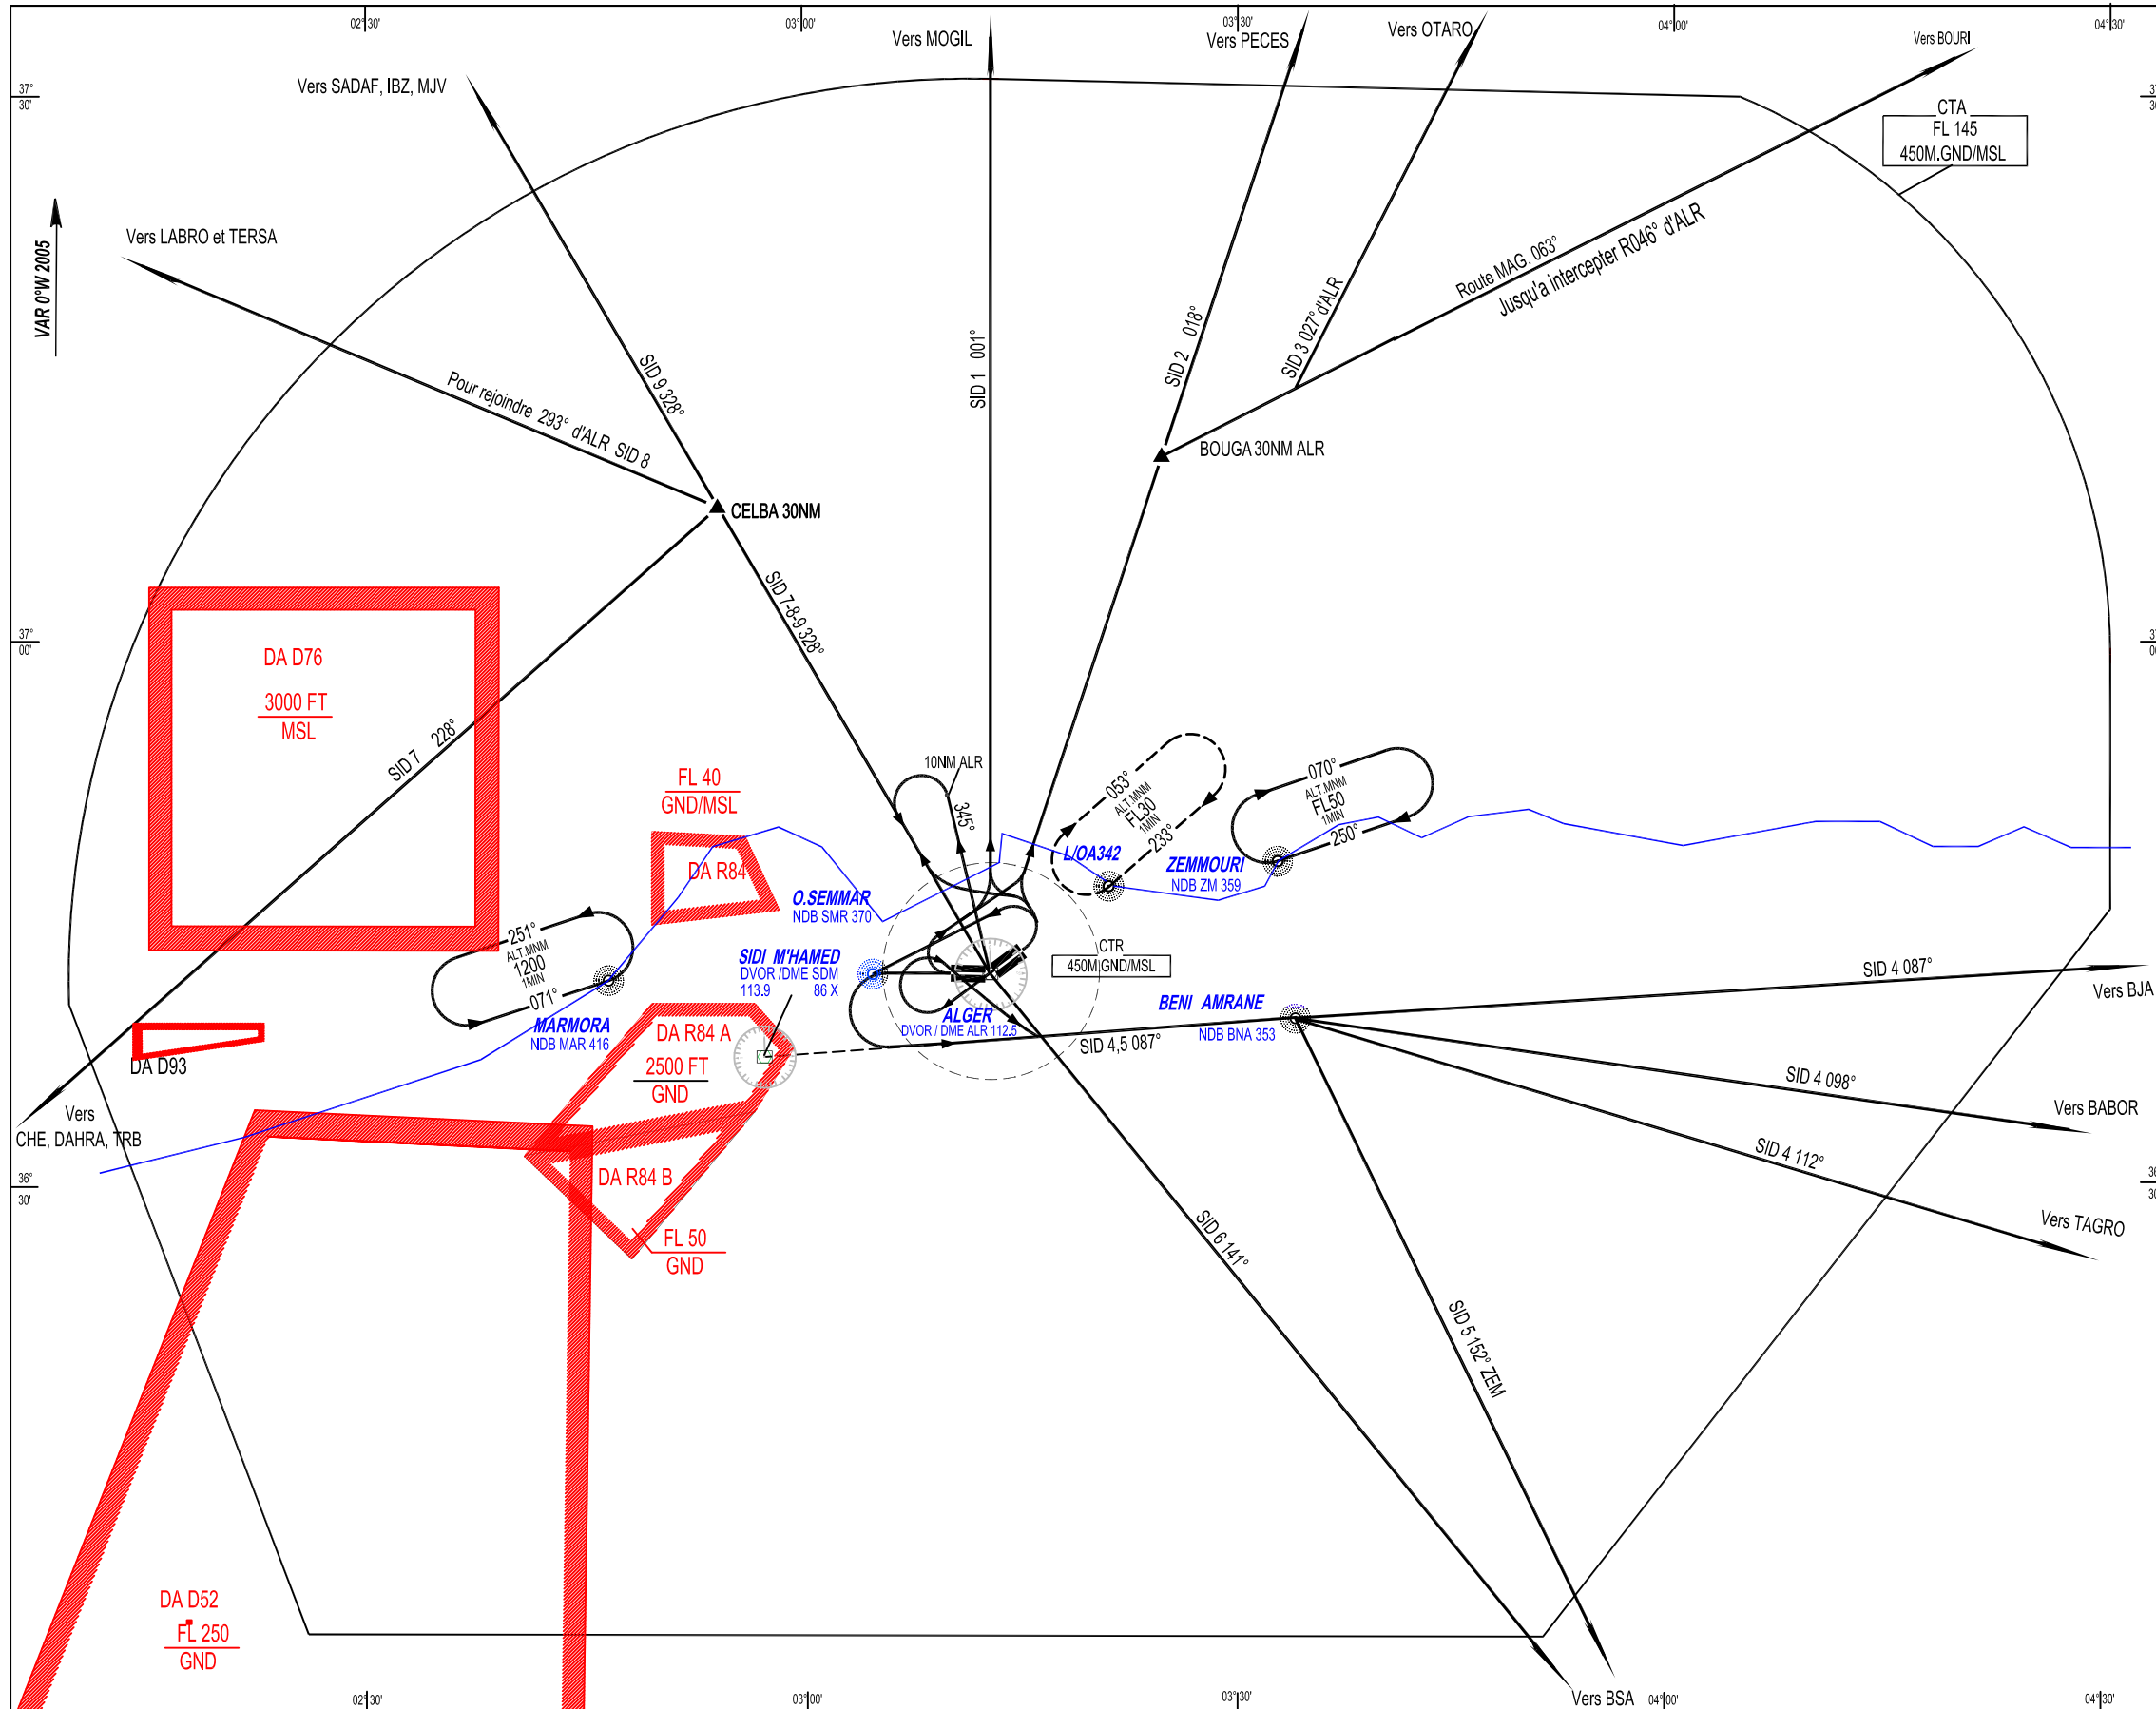 02°30'
03°00'
03°30'
04°00'
04°30'
Vers MOGIL
Vers PECES
Vers OTARO
Vers BOURI
Vers SADAF, IBZ, MJV
37°
30'
CTA
FL 145
450M.GND/MSL
VAR 0°W 2005
Vers LABRO et TERSA
Route MAG. 063°
Jusqu'a intercepter R046° d'ALR
SID 9 328°
SID 1 001°
SID 2 018°
SID 3 027° d'ALR
Pour rejoindre 293° d'ALR SID 8
BOUGA 30NM ALR
CELBA 30NM
SID 7-8-9 328°
37°
00'
DA D76
3000 FT
MSL
SID 7 228°
FL 40
GND/MSL
DA R84
10NM ALR
345°
053°
ALT.MNM
FL30
1MIN
233°
070°
ALT.MNM
FL50
1MIN
250°
L/OA342
ZEMMOURI
NDB ZM 359
O.SEMMAR
NDB SMR 370
251°
ALT.MNM
1200
1MIN
071°
SIDI M'HAMED
DVOR /DME SDM
113.9 86 X
CTR
450M GND/MSL
MARMORA
NDB MAR 416
ALGER
DVOR / DME ALR 112.5
BENI AMRANE
NDB BNA 353
SID 4 087°
Vers BJA
SID 4,5 087°
DA R84 A
2500 FT
GND
DA D93
Vers
CHE, DAHRA, TRB
SID 4 098°
Vers BABOR
SID 4 112°
Vers TAGRO
DA R84 B
36°
30'
FL 50
GND
SID 6 141°
SID 5 152° ZEM
DA D52
FL 250
GND
Vers BSA
02°30'
03°00'
03°30'
04°00'
04°30'